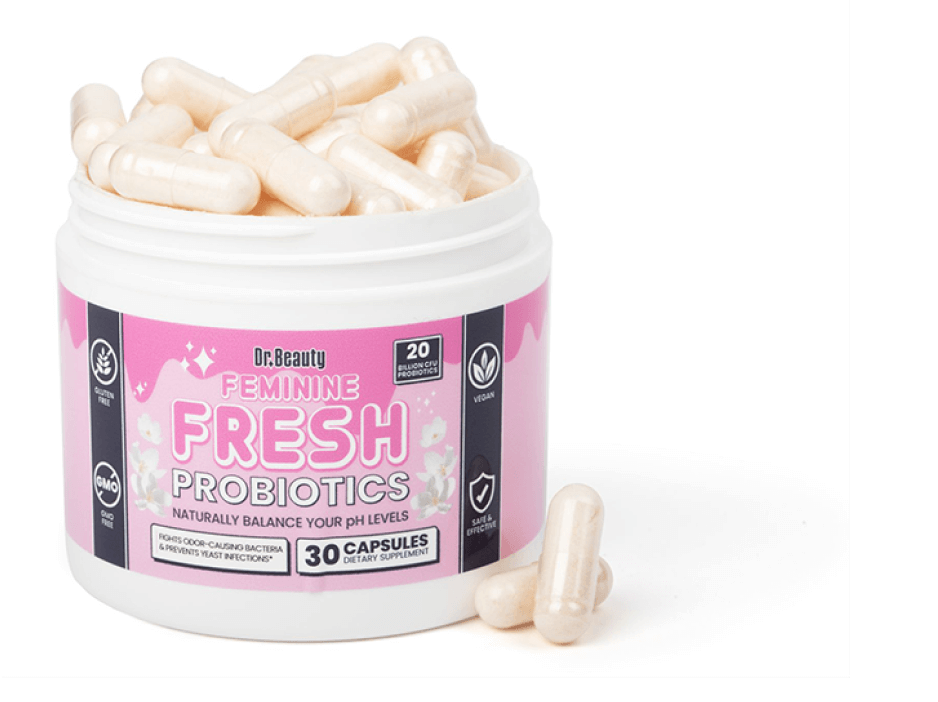 Dr. Beauty
FEMININE
FRESH
PROBIOTICS
NATURALLY BALANCE YOUR pH LEVELS
FIGHTS ODOR-CAUSING BACTERIA
& PREVENTS YEAST INFECTIONS*
30 CAPSULES
DIETARY SUPPLEMENT
20
BILLION CFU
PROBIOTICS
GLUTEN
FREE
GMO
GMO
FREE
VEGAN
SAFE &
EFFECTIVE